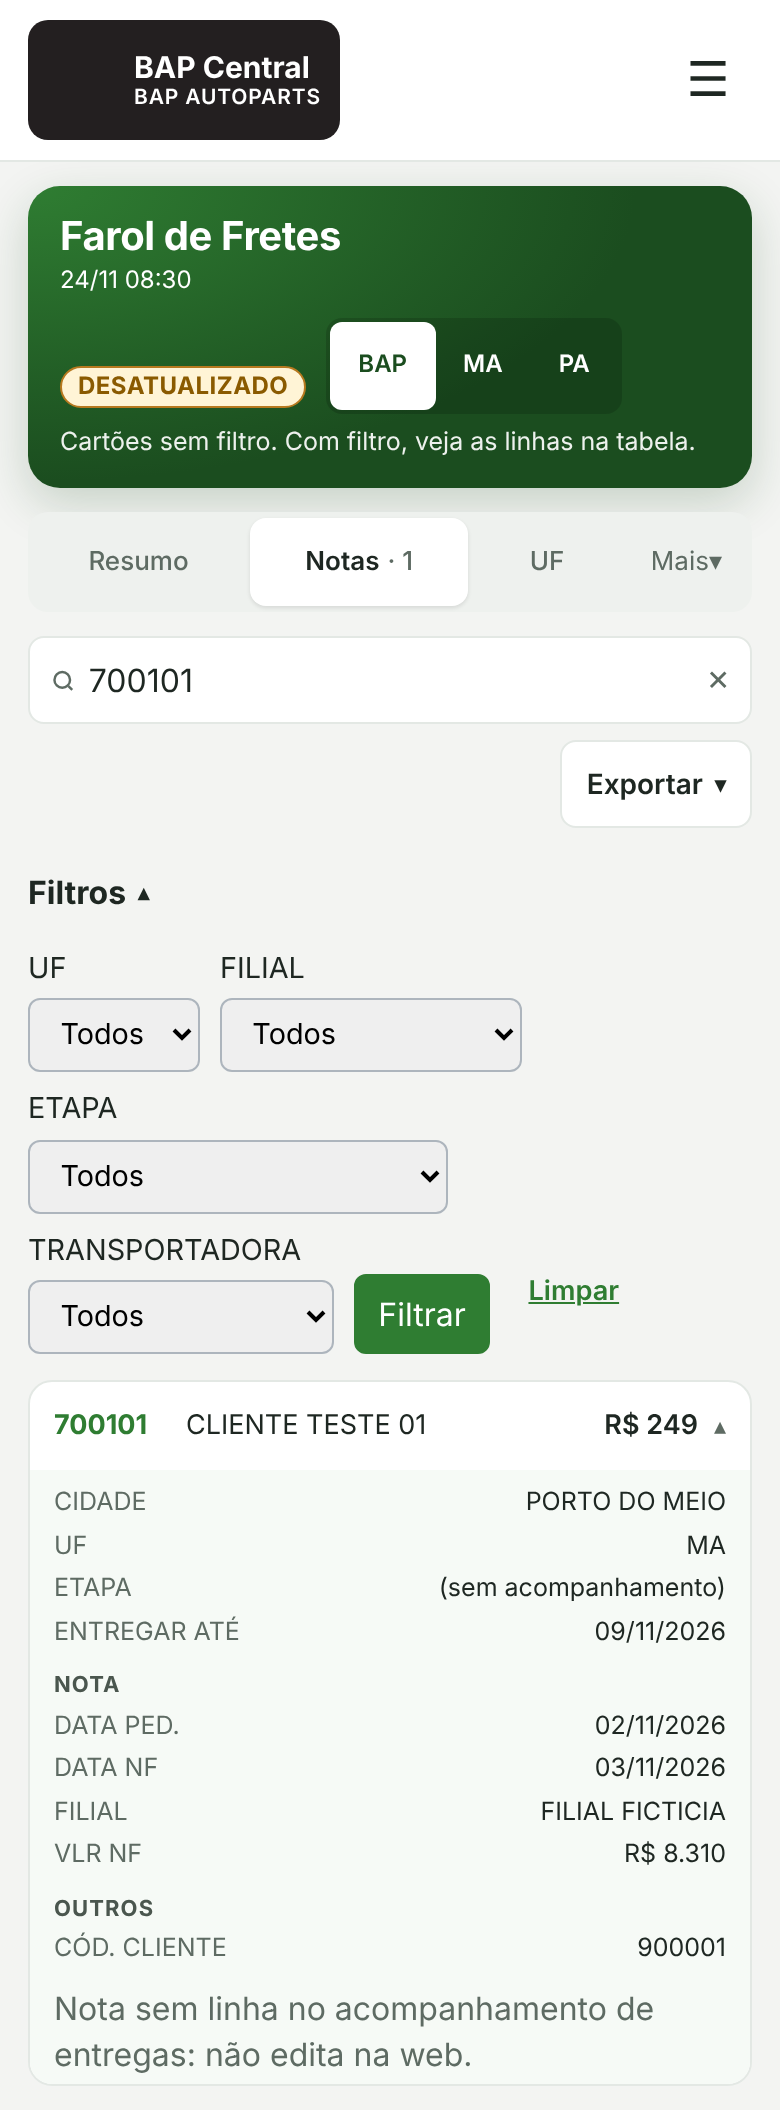 BAP Central
BAP AUTOPARTS
☰
Farol de Fretes
24/11 08:30
DESATUALIZADO
BAP MA PA
Cartões sem filtro. Com filtro, veja as linhas na tabela.
Resumo Notas · 1 UF Mais▾
700101 ✕
Exportar ▾
Filtros ▴
UF FILIAL
Todos Todos
ETAPA
Todos
TRANSPORTADORA
Todos Filtrar Limpar
700101 CLIENTE TESTE 01 R$ 249 ▴
CIDADE PORTO DO MEIO
UF MA
ETAPA (sem acompanhamento)
ENTREGAR ATÉ 09/11/2026
NOTA
DATA PED. 02/11/2026
DATA NF 03/11/2026
FILIAL FILIAL FICTICIA
VLR NF R$ 8.310
OUTROS
CÓD. CLIENTE 900001
Nota sem linha no acompanhamento de
entregas: não edita na web.